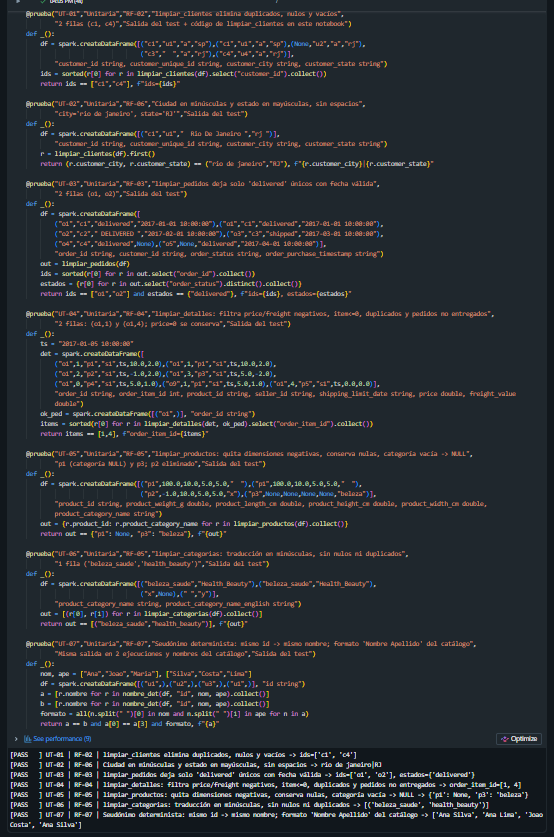 04:05 PM (4s)
@prueba("UT-01","Unitaria","RF-02","limpiar_clientes elimina duplicados, nulos y vacíos",
"2 filas (c1, c4)","Salida del test + código de limpiar_clientes en este notebook")
def _():
df = spark.createDataFrame([("c1","u1","a","sp"),("c1","u1","a","sp"),(None,"u2","a","rj"),
("c3"," ","a","rj"),("c4","u4","a","rj")],
"customer_id string, customer_unique_id string, customer_city string, customer_state string")
ids = sorted(r[0] for r in limpiar_clientes(df).select("customer_id").collect())
return ids == ["c1","c4"], f"ids={ids}"
@prueba("UT-02","Unitaria","RF-06","Ciudad en minúsculas y estado en mayúsculas, sin espacios",
"city='rio de janeiro', state='RJ'","Salida del test")
def _():
df = spark.createDataFrame([("c1","u1","  Rio De Janeiro ","rj ")],
"customer_id string, customer_unique_id string, customer_city string, customer_state string")
r = limpiar_clientes(df).first()
return (r.customer_city, r.customer_state) == ("rio de janeiro","RJ"), f"{r.customer_city}|{r.customer_state}"
@prueba("UT-03","Unitaria","RF-03","limpiar_pedidos deja solo 'delivered' únicos con fecha válida",
"2 filas (o1, o2)","Salida del test")
def _():
df = spark.createDataFrame([
("o1","c1","delivered","2017-01-01 10:00:00"),("o1","c1","delivered","2017-01-01 10:00:00"),
("o2","c2"," DELIVERED ","2017-02-01 10:00:00"),("o3","c3","shipped","2017-03-01 10:00:00"),
("o4","c4","delivered",None),("o5",None,"delivered","2017-04-01 10:00:00")],
"order_id string, customer_id string, order_status string, order_purchase_timestamp string")
out = limpiar_pedidos(df)
ids = sorted(r[0] for r in out.select("order_id").collect())
estados = {r[0] for r in out.select("order_status").distinct().collect()}
return ids == ["o1","o2"] and estados == {"delivered"}, f"ids={ids}, estados={estados}"
@prueba("UT-04","Unitaria","RF-04","limpiar_detalles: filtra price/freight negativos, item<=0, duplicados y pedidos no entregados",
"2 filas: (o1,1) y (o1,4); price=0 se conserva","Salida del test")
def _():
ts = "2017-01-05 10:00:00"
det = spark.createDataFrame([
("o1",1,"p1","s1",ts,10.0,2.0),("o1",1,"p1","s1",ts,10.0,2.0),
("o1",2,"p2","s1",ts,-1.0,2.0),("o1",3,"p3","s1",ts,5.0,-2.0),
("o1",0,"p4","s1",ts,5.0,1.0),("o9",1,"p1","s1",ts,5.0,1.0),("o1",4,"p5","s1",ts,0.0,0.0)],
"order_id string, order_item_id int, product_id string, seller_id string, shipping_limit_date string, price double, freight_value
double")
ok_ped = spark.createDataFrame([("o1",)], "order_id string")
items = sorted(r[0] for r in limpiar_detalles(det, ok_ped).select("order_item_id").collect())
return items == [1,4], f"order_item_id={items}"
@prueba("UT-05","Unitaria","RF-05","limpiar_productos: quita dimensiones negativas, conserva nulas, categoría vacía -> NULL",
"p1 (categoría NULL) y p3; p2 eliminado","Salida del test")
def _():
df = spark.createDataFrame([("p1",100.0,10.0,5.0,5.0,"  "),("p1",100.0,10.0,5.0,5.0,"  "),
("p2",-1.0,10.0,5.0,5.0,"x"),("p3",None,None,None,None,"beleza")],
"product_id string, product_weight_g double, product_length_cm double, product_height_cm double, product_width_cm double,
product_category_name string")
out = {r.product_id: r.product_category_name for r in limpiar_productos(df).collect()}
return out == {"p1": None, "p3": "beleza"}, f"{out}"
@prueba("UT-06","Unitaria","RF-05","limpiar_categorias: traducción en minúsculas, sin nulos ni duplicados",
"1 fila ('beleza_saude','health_beauty')","Salida del test")
def _():
df = spark.createDataFrame([("beleza_saude","Health_Beauty"),("beleza_saude","Health_Beauty"),
("x",None),(" ","y")],
"product_category_name string, product_category_name_english string")
out = [(r[0], r[1]) for r in limpiar_categorias(df).collect()]
return out == [("beleza_saude","health_beauty")], f"{out}"
@prueba("UT-07","Unitaria","RF-07","Seudónimo determinista: mismo id -> mismo nombre; formato 'Nombre Apellido' del catálogo",
"Misma salida en 2 ejecuciones y nombres del catálogo","Salida del test")
def _():
nom, ape = ["Ana","Joao","Maria"], ["Silva","Costa","Lima"]
df = spark.createDataFrame([("u1",),("u2",),("u3",),("u1",)], "id string")
a = [r.nombre for r in nombre_det(df, "id", nom, ape).collect()]
b = [r.nombre for r in nombre_det(df, "id", nom, ape).collect()]
formato = all(n.split(" ")[0] in nom and n.split(" ")[1] in ape for n in a)
return a == b and a[0] == a[3] and formato, f"{a}"
See performance (9)
Optimize
[PASS ] UT-01 | RF-02 | limpiar_clientes elimina duplicados, nulos y vacíos -> ids=['c1', 'c4']
[PASS ] UT-02 | RF-06 | Ciudad en minúsculas y estado en mayúsculas, sin espacios -> rio de janeiro|RJ
[PASS ] UT-03 | RF-03 | limpiar_pedidos deja solo 'delivered' únicos con fecha válida -> ids=['o1', 'o2'], estados={'delivered'}
[PASS ] UT-04 | RF-04 | limpiar_detalles: filtra price/freight negativos, item<=0, duplicados y pedidos no entregados -> order_item_id=[1, 4]
[PASS ] UT-05 | RF-05 | limpiar_productos: quita dimensiones negativas, conserva nulas, categoría vacía -> NULL -> {'p1': None, 'p3': 'beleza'}
[PASS ] UT-06 | RF-05 | limpiar_categorias: traducción en minúsculas, sin nulos ni duplicados -> [('beleza_saude', 'health_beauty')]
[PASS ] UT-07 | RF-07 | Seudónimo determinista: mismo id -> mismo nombre; formato 'Nombre Apellido' del catálogo -> ['Ana Silva', 'Ana Lima', 'Joao
Costa', 'Ana Silva']